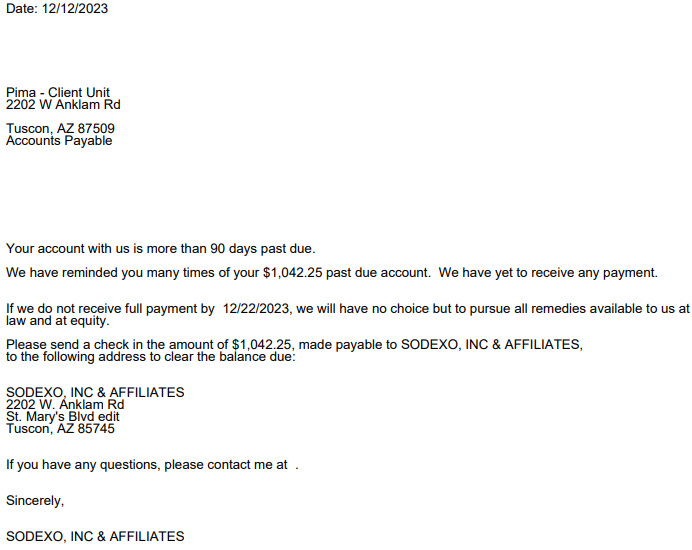 Date: 12/12/2023
Pima - Client Unit
2202 W Anklam Rd
Tuscon, AZ 87509
Accounts Payable
Your account with us is more than 90 days past due.
We have reminded you many times of your $1,042.25 past due account.  We have yet to receive any payment.
If we do not receive full payment by  12/22/2023, we will have no choice but to pursue all remedies available to us at
law and at equity.
Please send a check in the amount of $1,042.25, made payable to SODEXO, INC & AFFILIATES,
to the following address to clear the balance due:
SODEXO, INC & AFFILIATES
2202 W. Anklam Rd
St. Mary's Blvd edit
Tuscon, AZ 85745
If you have any questions, please contact me at  .
Sincerely,
SODEXO, INC & AFFILIATES